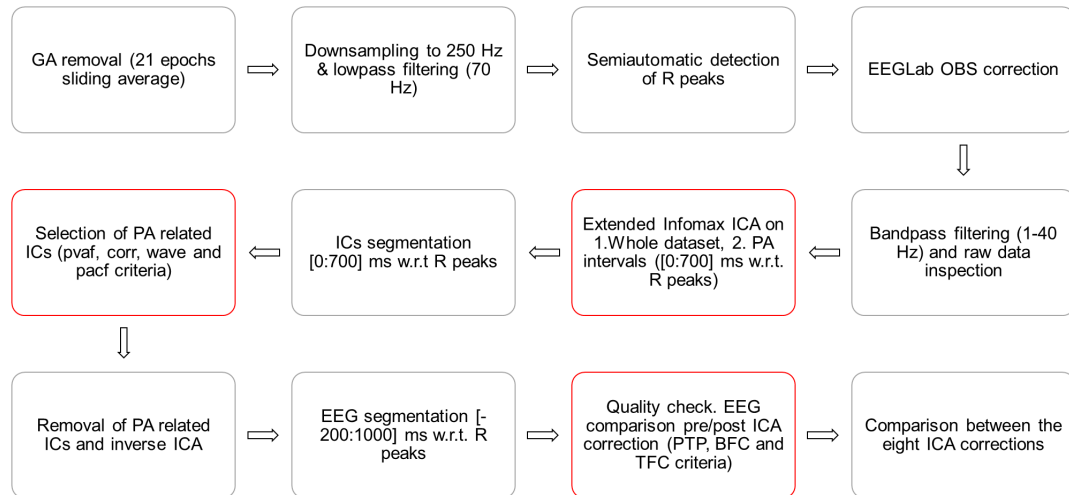 GA removal (21 epochs
sliding average)
Downsampling to 250 Hz
& lowpass filtering (70
Hz)
Semiautomatic detection
of R peaks
EEGLab OBS correction
Bandpass filtering (1-40
Hz) and raw data
inspection
Extended Infomax ICA on
1.Whole dataset, 2. PA
intervals ([0:700] ms w.r.t.
R peaks)
ICs segmentation
[0:700] ms w.r.t R peaks
Selection of PA related
ICs (pvaf, corr, wave and
pacf criteria)
Removal of PA related
ICs and inverse ICA
EEG segmentation [-
200:1000] ms w.r.t. R
peaks
Quality check. EEG
comparison pre/post ICA
correction (PTP, BFC and
TFC criteria)
Comparison between the
eight ICA corrections